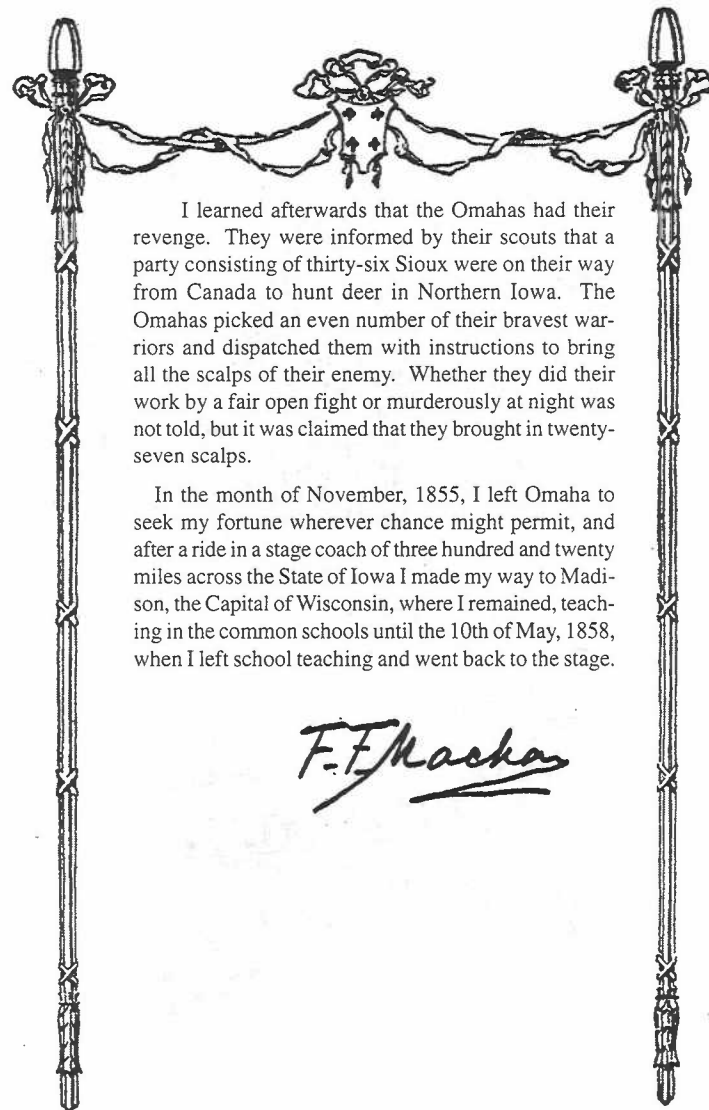 I learned afterwards that the Omahas had their
revenge. They were informed by their scouts that a
party consisting of thirty-six Sioux were on their way
from Canada to hunt deer in Northern Iowa. The
Omahas picked an even number of their bravest war-
riors and dispatched them with instructions to bring
all the scalps of their enemy. Whether they did their
work by a fair open fight or murderously at night was
not told, but it was claimed that they brought in twenty-
seven scalps.
In the month of November, 1855, I left Omaha to
seek my fortune wherever chance might permit, and
after a ride in a stage coach of three hundred and twenty
miles across the State of Iowa I made my way to Madi-
son, the Capital of Wisconsin, where I remained, teach-
ing in the common schools until the 10th of May, 1858,
when I left school teaching and went back to the stage.
F. F. Mackay